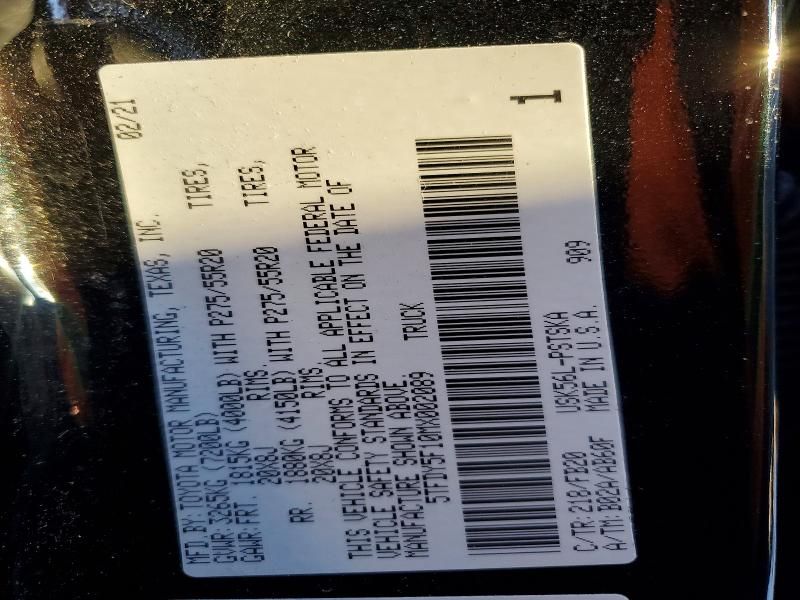 MFD.BY:TOYOTA MOTOR MANUFACTURING, TEXAS, INC. 02/21
GVWR:3265KG (7200LB)
GAWR:FRT. 1815KG (4000LB) WITH P275/55R20 TIRES,
20X8J RIMS.
RR. 1880KG (4150LB) WITH P275/55R20 TIRES,
20X8J RIMS
THIS VEHICLE CONFORMS TO ALL APPLICABLE FEDERAL MOTOR
VEHICLE SAFETY STANDARDS IN EFFECT ON THE DATE OF
MANUFACTURE SHOWN ABOVE.
5TFDY5F10MX002089 TRUCK
C/TR:218/FB20 USK56L-PSTSKA 909
A/TM:B02A/AB60F MADE IN U.S.A. 1